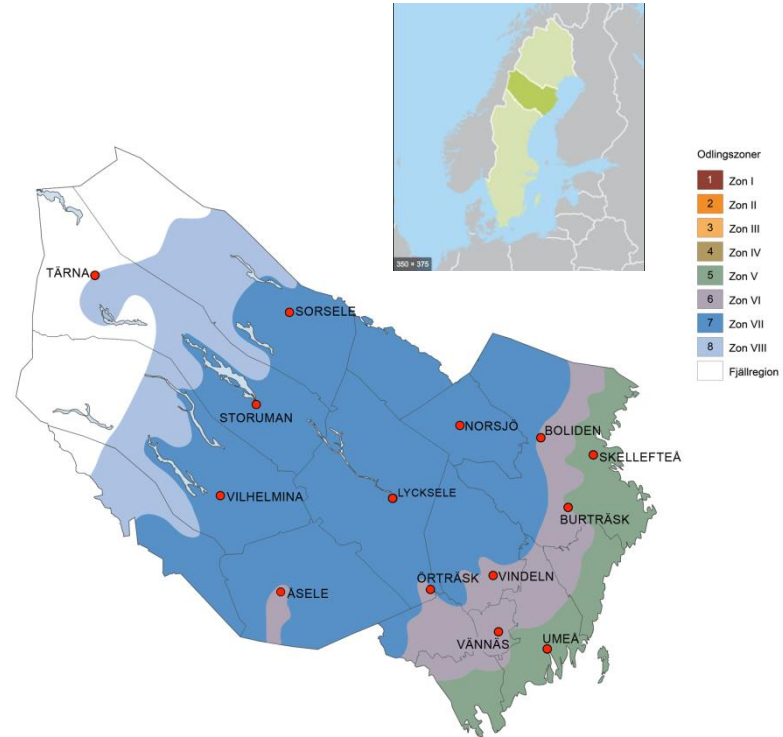 350 × 375
Odlingszoner
1 Zon I
2 Zon II
3 Zon III
4 Zon IV
5 Zon V
6 Zon VI
7 Zon VII
8 Zon VIII
Fjällregion
TÄRNA
SORSELE
STORUMAN
NORSJÖ
BOLIDEN
SKELLEFTEÅ
VILHELMINA
LYCKSELE
BURTRÄSK
ÅSELE
ÖRTRÄSK
VINDELN
VÄNNÄS
UMEÅ